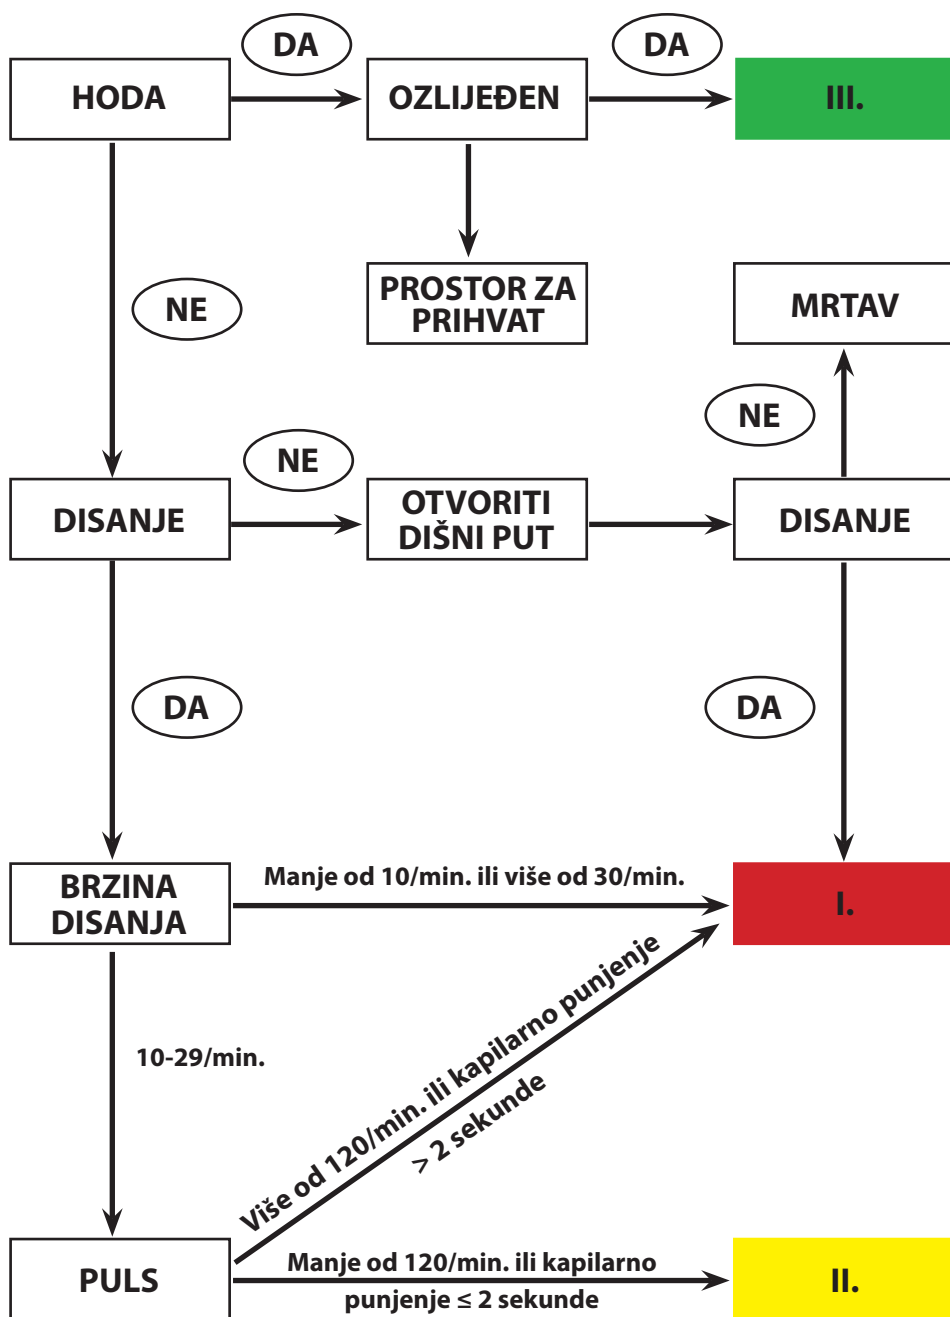 DA
DA
HODA
OZLIJEĐEN
III.
NE
PROSTOR ZA
PRIHVAT
MRTAV
NE
NE
DISANJE
OTVORITI
DIŠNI PUT
DISANJE
DA
DA
BRZINA
DISANJA
Manje od 10/min. ili više od 30/min.
I.
10-29/min.
Više od 120/min. ili kapilarno punjenje
> 2 sekunde
PULS
Manje od 120/min. ili kapilarno
punjenje ≤ 2 sekunde
II.